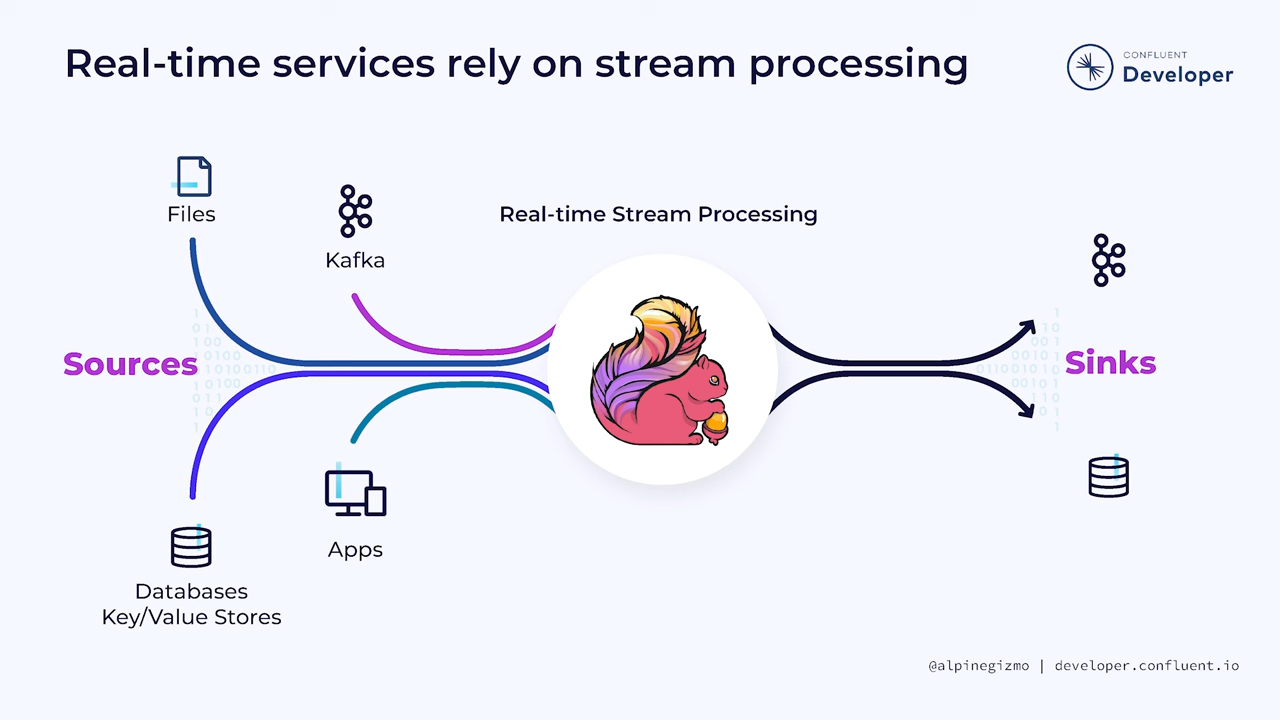 Real-time services rely on stream processing
CONFLUENT
Developer
Files
Kafka
Real-time Stream Processing
Sources
Sinks
Apps
Databases
Key/Value Stores
@alpinegizmo | developer.confluent.io